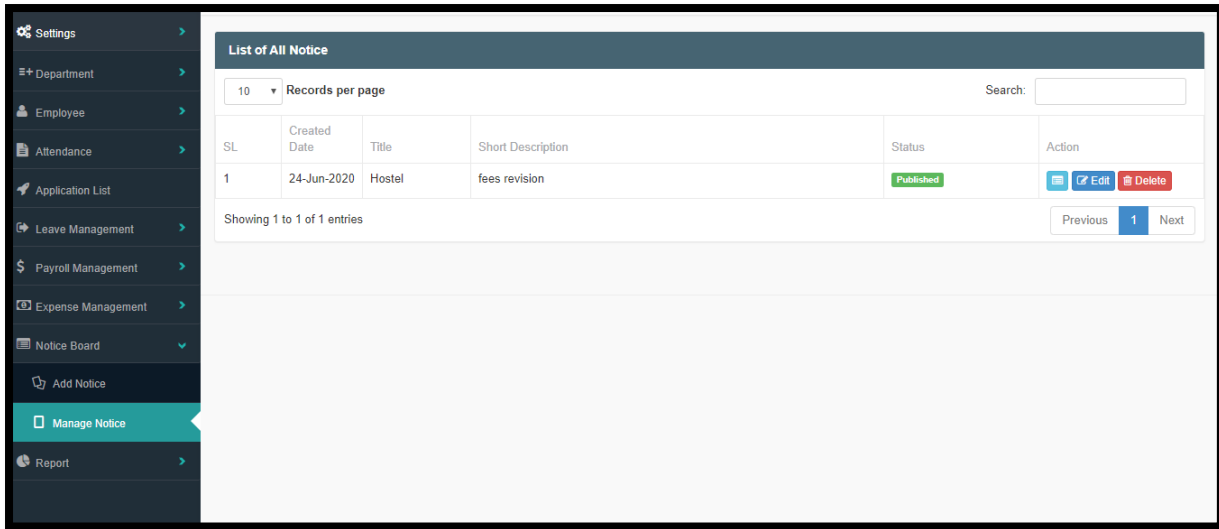 Settings
Department
Employee
Attendance
Application List
Leave Management
Payroll Management
Expense Management
Notice Board
Add Notice
Manage Notice
Report
List of All Notice
10 Records per page
Search:
SL Created Date Title Short Description Status Action
1 24-Jun-2020 Hostel fees revision Published Edit Delete
Showing 1 to 1 of 1 entries
Previous 1 Next